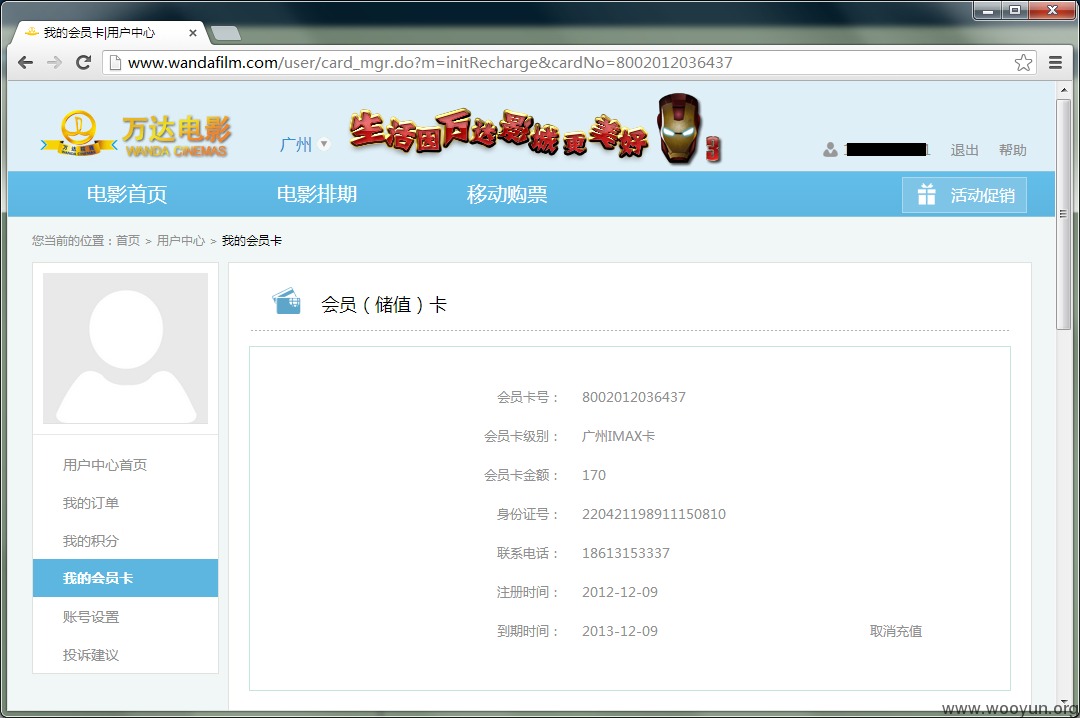 我的会员卡|用户中心
www.wandafilm.com/user/card_mgr.do?m=initRecharge&cardNo=8002012036437
万达电影
WANDA CINEMAS
广州
生活因万达影城更美好
3
退出 帮助
电影首页 电影排期 移动购票 活动促销
您当前的位置：首页 > 用户中心 > 我的会员卡
会员（储值）卡
会员卡号： 8002012036437
会员卡级别： 广州IMAX卡
会员卡金额： 170
身份证号： 220421198911150810
联系电话： 18613153337
注册时间： 2012-12-09
到期时间： 2013-12-09 取消充值
用户中心首页
我的订单
我的积分
我的会员卡
账号设置
投诉建议
www.wooyun.org